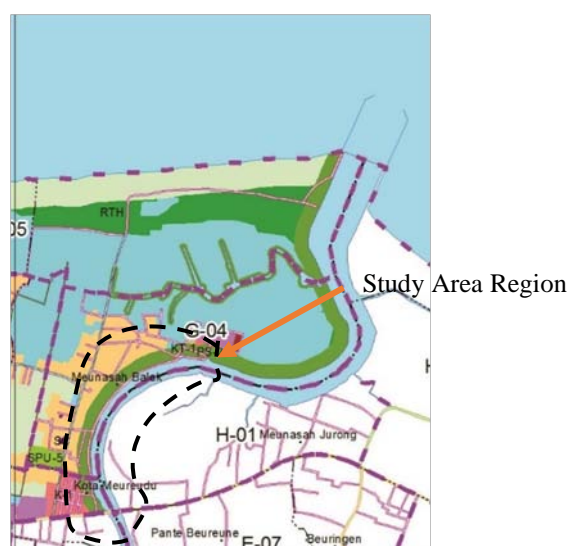 RTH
05
Study Area Region
G-04
KT-1pg
Meunasah Balek
H-01 Meunasah Jurong
SPU-5
Kota Meureudu
Pante Beureune
E-07
Beuringen